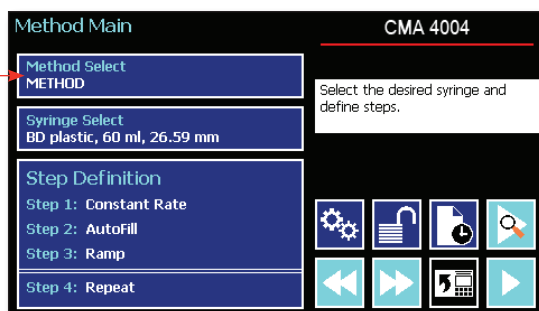 Method Main
CMA 4004
Method Select
METHOD
Select the desired syringe and
define steps.
Syringe Select
BD plastic, 60 ml, 26.59 mm
Step Definition
Step 1: Constant Rate
Step 2: AutoFill
Step 3: Ramp
Step 4: Repeat